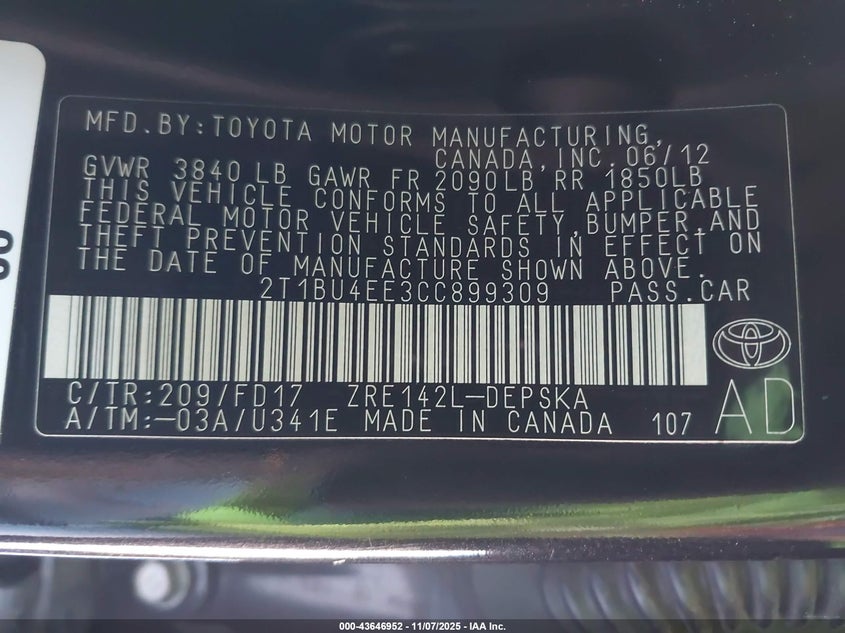 MFD.BY:TOYOTA MOTOR MANUFACTURING,
CANADA,INC.06/12
GVWR 3840 LB GAWR FR 2090LB RR 1850LB
THIS VEHICLE CONFORMS TO ALL APPLICABLE
FEDERAL MOTOR VEHICLE SAFETY,BUMPER,AND
THEFT PREVENTION STANDARDS IN EFFECT ON
THE DATE OF MANUFACTURE SHOWN ABOVE.
2T1BU4EE3CC899309 PASS.CAR
C/TR:209/FD17 ZRE142L-DEPSKA
A/TM:-03A/U341E MADE IN CANADA 107 AD
000-43646952 - 11/07/2025 - IAA Inc.